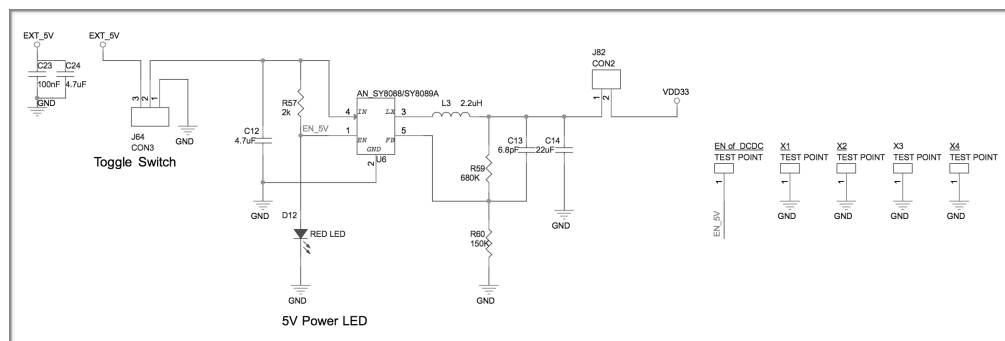 EXT_5V
EXT_5V
C23
100nF
C24
4.7uF
GND
3
2
1
J64
CON3
GND
Toggle Switch
C12
4.7uF
GND
R57
2k
EN_5V
AN_SY8088/SY8089A
4
IN
LX
3
1
EN
FB
5
GND
2
U6
L3
2.2uH
D12
RED LED
GND
5V Power LED
R59
680K
R60
150K
GND
C13
6.8pF
C14
22uF
GND
J82
CON2
1
2
VDD33
EN of DCDC
TEST POINT
1
EN_5V
X1
TEST POINT
1
GND
X2
TEST POINT
1
GND
X3
TEST POINT
1
GND
X4
TEST POINT
1
GND